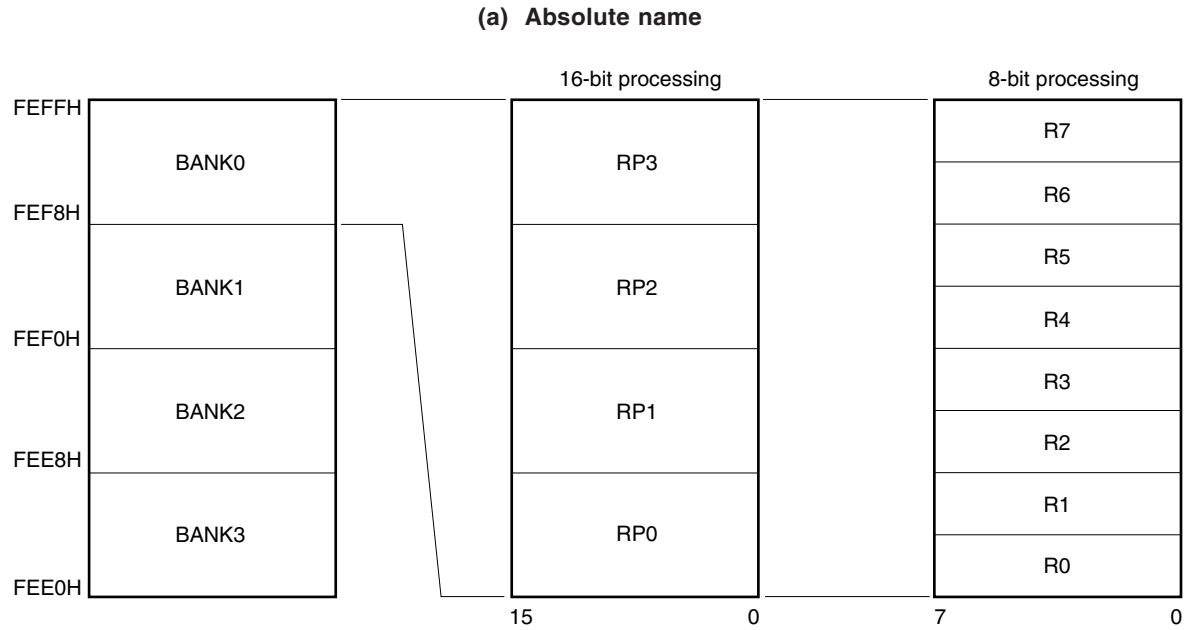 (a) Absolute name
16-bit processing
8-bit processing
FEFFH
BANK0
RP3
R7
R6
FEF8H
BANK1
RP2
R5
R4
FEF0H
BANK2
RP1
R3
R2
FEE8H
BANK3
RP0
R1
R0
FEE0H
15 0 7 0